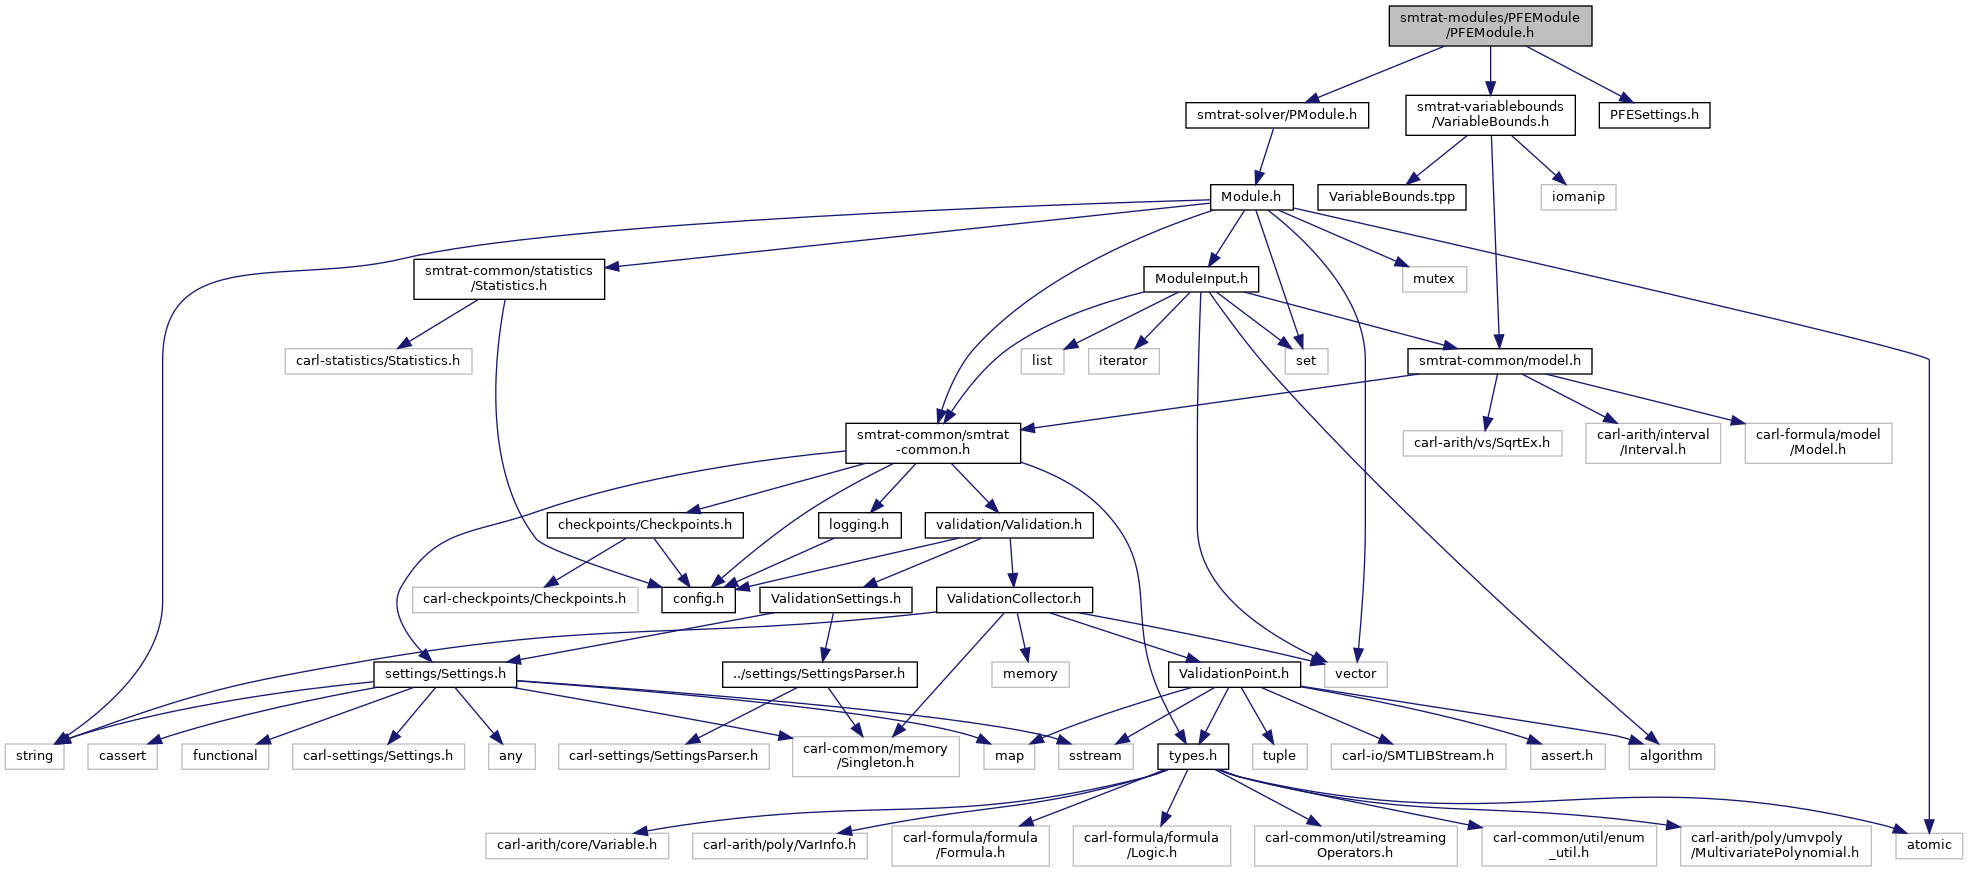 smtrat-modules/PFEModule
/PFEModule.h
smtrat-solver/PModule.h
smtrat-variablebounds
/VariableBounds.h
PFESettings.h
Module.h
VariableBounds.tpp
iomanip
smtrat-common/statistics
/Statistics.h
ModuleInput.h
mutex
carl-statistics/Statistics.h
list
iterator
set
smtrat-common/model.h
smtrat-common/smtrat
-common.h
carl-arith/vs/SqrtEx.h
carl-arith/interval
/Interval.h
carl-formula/model
/Model.h
checkpoints/Checkpoints.h
logging.h
validation/Validation.h
carl-checkpoints/Checkpoints.h
config.h
ValidationSettings.h
ValidationCollector.h
settings/Settings.h
../settings/SettingsParser.h
memory
ValidationPoint.h
vector
string
cassert
functional
carl-settings/Settings.h
any
carl-settings/SettingsParser.h
carl-common/memory
/Singleton.h
map
sstream
types.h
tuple
carl-io/SMTLIBStream.h
assert.h
algorithm
carl-arith/core/Variable.h
carl-arith/poly/VarInfo.h
carl-formula/formula
/Formula.h
carl-formula/formula
/Logic.h
carl-common/util/streaming
Operators.h
carl-common/util/enum
_util.h
carl-arith/poly/umvpoly
/MultivariatePolynomial.h
atomic